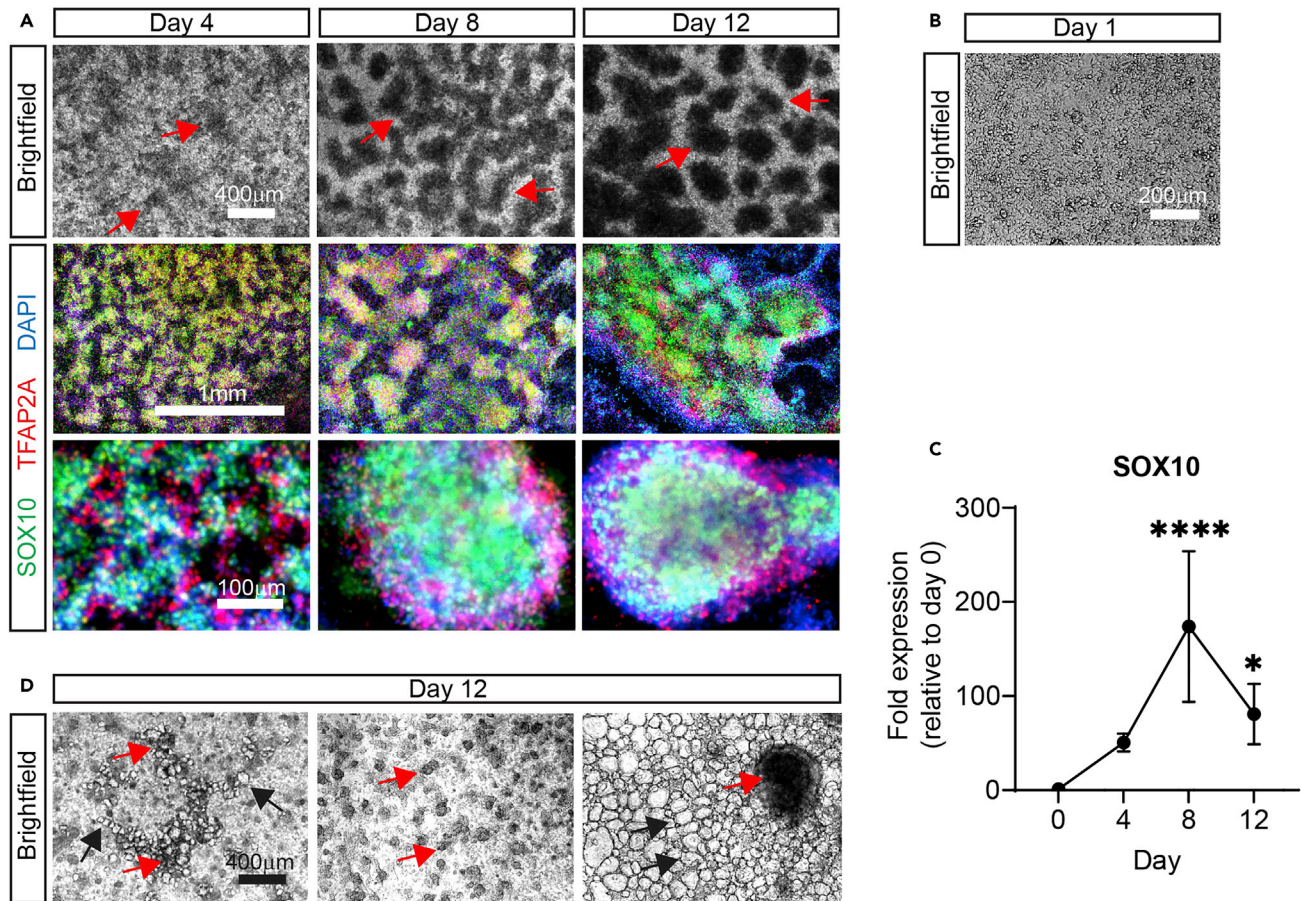 A
Day 4
Day 8
Day 12
Brightfield
400µm
SOX10 TFAP2A DAPI
1mm
100µm
B
Day 1
Brightfield
200µm
C
SOX10
Fold expression
(relative to day 0)
300
200
100
0
****
*
0 4 8 12
Day
D
Day 12
Brightfield
400µm